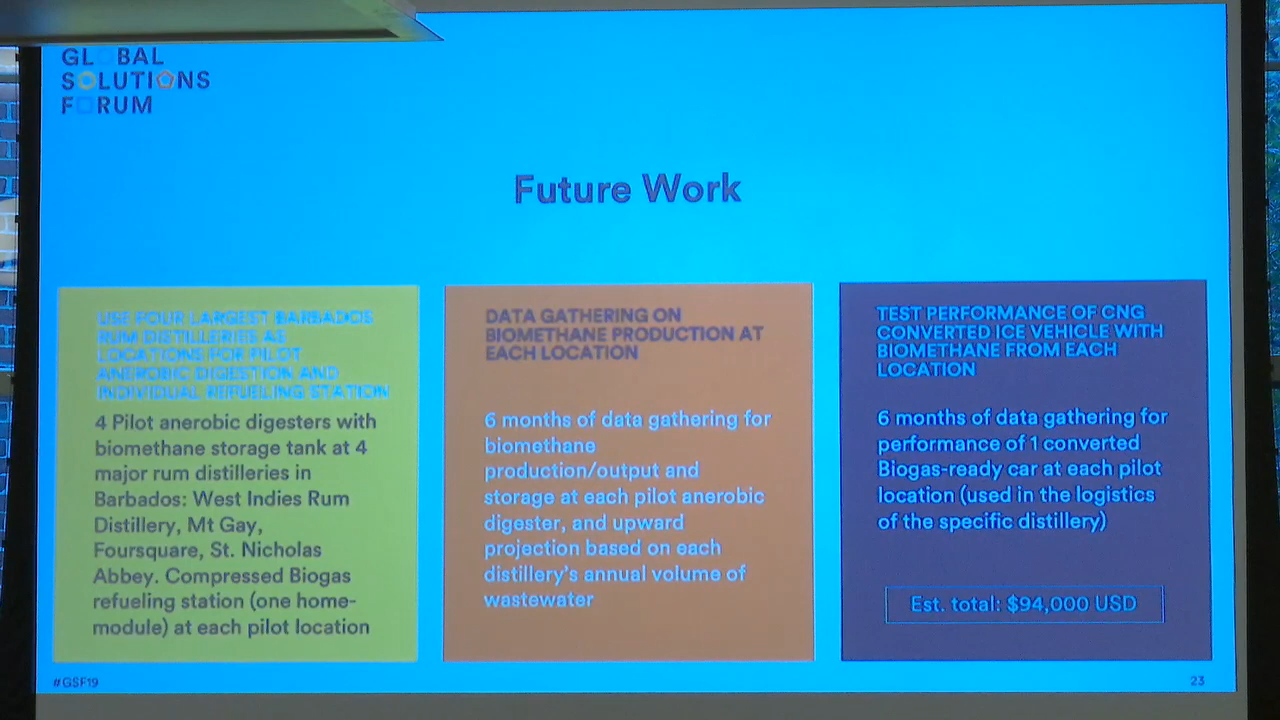 GLOBAL
SOLUTIONS
FORUM
Future Work
USE FOUR LARGEST BARBADOS
RUM DISTILLERIES AS
LOCATIONS FOR PILOT
ANEROBIC DIGESTION AND
INDIVIDUAL REFUELING STATION
4 Pilot anerobic digesters with
biomethane storage tank at 4
major rum distilleries in
Barbados: West Indies Rum
Distillery, Mt Gay,
Foursquare, St. Nicholas
Abbey. Compressed Biogas
refueling station (one home-
module) at each pilot location
DATA GATHERING ON
BIOMETHANE PRODUCTION AT
EACH LOCATION
6 months of data gathering for
biomethane
production/output and
storage at each pilot anerobic
digester, and upward
projection based on each
distillery's annual volume of
wastewater
TEST PERFORMANCE OF CNG
CONVERTED ICE VEHICLE WITH
BIOMETHANE FROM EACH
LOCATION
6 months of data gathering for
performance of 1 converted
Biogas-ready car at each pilot
location (used in the logistics
of the specific distillery)
Est. total: $94,000 USD
#GSF19
23